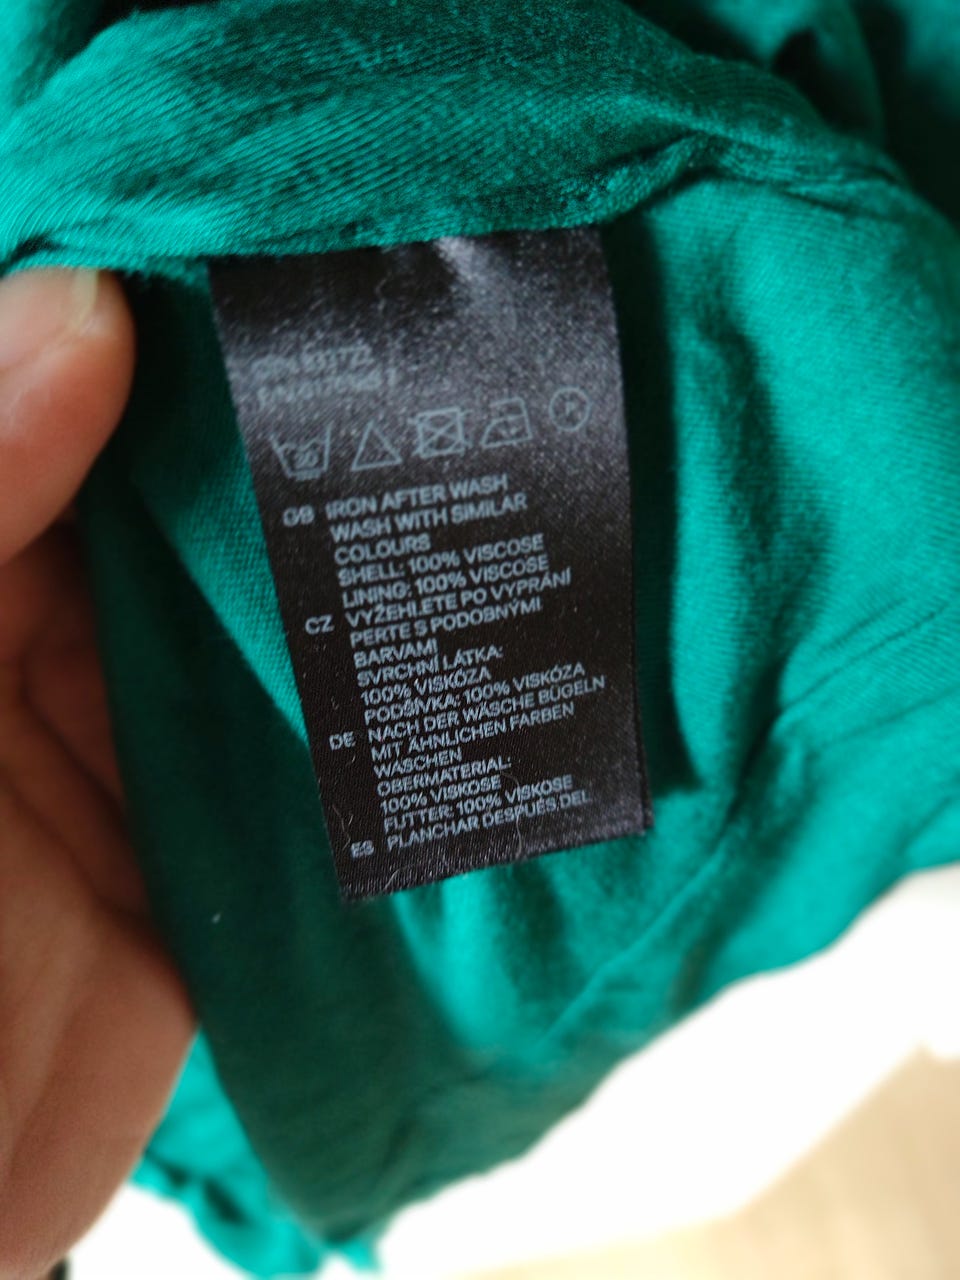 GB IRON AFTER WASH
WASH WITH SIMILAR
COLOURS
SHELL: 100% VISCOSE
LINING: 100% VISCOSE
CZ VYŽEHLETE PO VYPRÁNÍ
PERTE S PODOBNÝMI
BARVAMI
SVRCHNÍ LÁTKA:
100% VISKÓZA
PODŠÍVKA: 100% VISKÓZA
DE NACH DER WÄSCHE BÜGELN
MIT ÄHNLICHEN FARBEN
WASCHEN
OBERMATERIAL:
100% VISKOSE
FUTTER: 100% VISKOSE
ES PLANCHAR DESPUÉS DEL